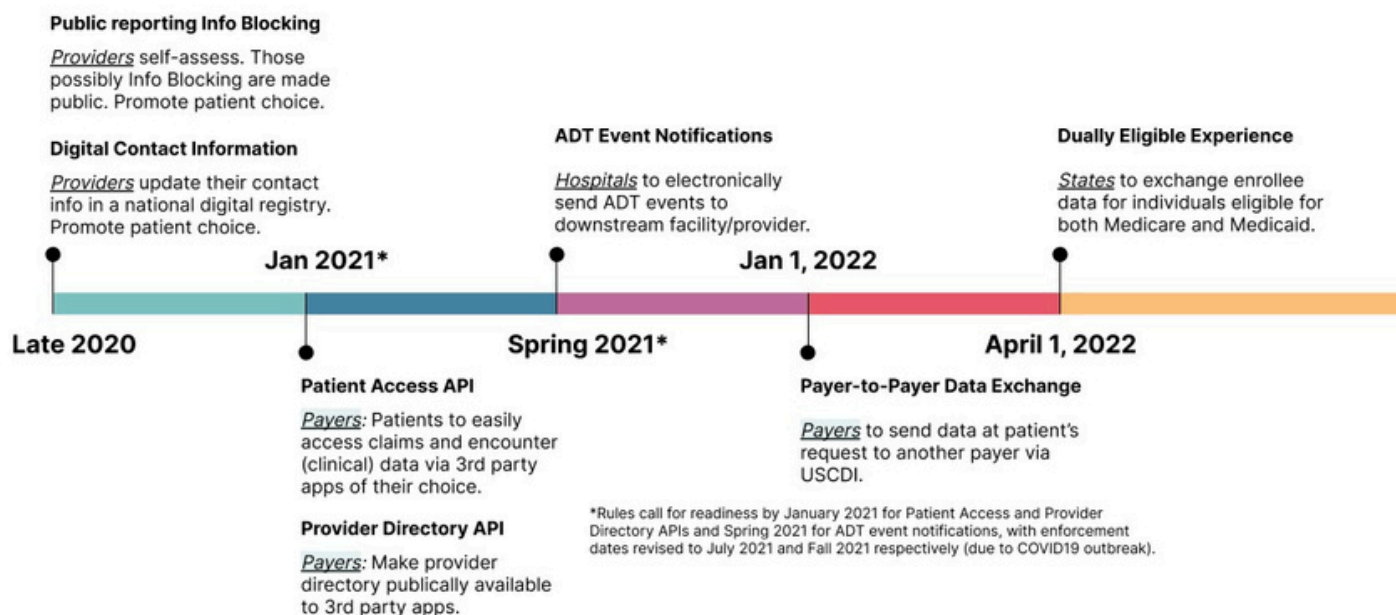 Public reporting Info Blocking
Providers self-assess. Those
possibly Info Blocking are made
public. Promote patient choice.
Digital Contact Information
Providers update their contact
info in a national digital registry.
Promote patient choice.
ADT Event Notifications
Hospitals to electronically
send ADT events to
downstream facility/provider.
Dually Eligible Experience
States to exchange enrollee
data for individuals eligible for
both Medicare and Medicaid.
Jan 2021*
Jan 1, 2022
Late 2020
Spring 2021*
April 1, 2022
Patient Access API
Payers: Patients to easily
access claims and encounter
(clinical) data via 3rd party
apps of their choice.
Provider Directory API
Payers: Make provider
directory publically available
to 3rd party apps.
Payer-to-Payer Data Exchange
Payers to send data at patient's
request to another payer via
USCDI.
*Rules call for readiness by January 2021 for Patient Access and Provider
Directory APIs and Spring 2021 for ADT event notifications, with enforcement
dates revised to July 2021 and Fall 2021 respectively (due to COVID19 outbreak).